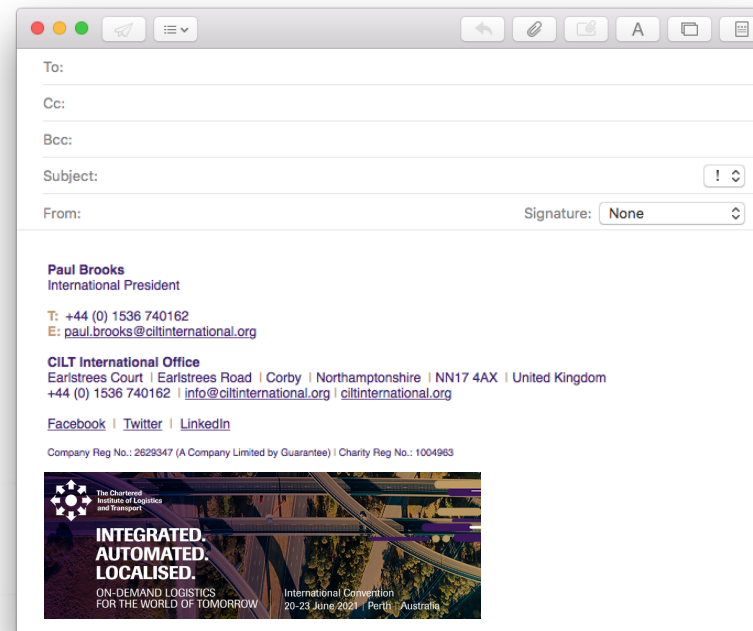 To:
Cc:
Bcc:
Subject:
!
From:
Signature: None
A
Paul Brooks
International President
T: +44 (0) 1536 740162
E: paul.brooks@ciltinternational.org
CILT International Office
Earlstrees Court | Earlstrees Road | Corby | Northamptonshire | NN17 4AX | United Kingdom
+44 (0) 1536 740162 | info@ciltinternational.org | ciltinternational.org
Facebook | Twitter | LinkedIn
Company Reg No.: 2629347 (A Company Limited by Guarantee) | Charity Reg No.: 1004963
The Chartered
Institute of Logistics
and Transport
INTEGRATED.
AUTOMATED.
LOCALISED.
ON-DEMAND LOGISTICS
FOR THE WORLD OF TOMORROW
International Convention
20-23 June 2021 | Perth | Australia